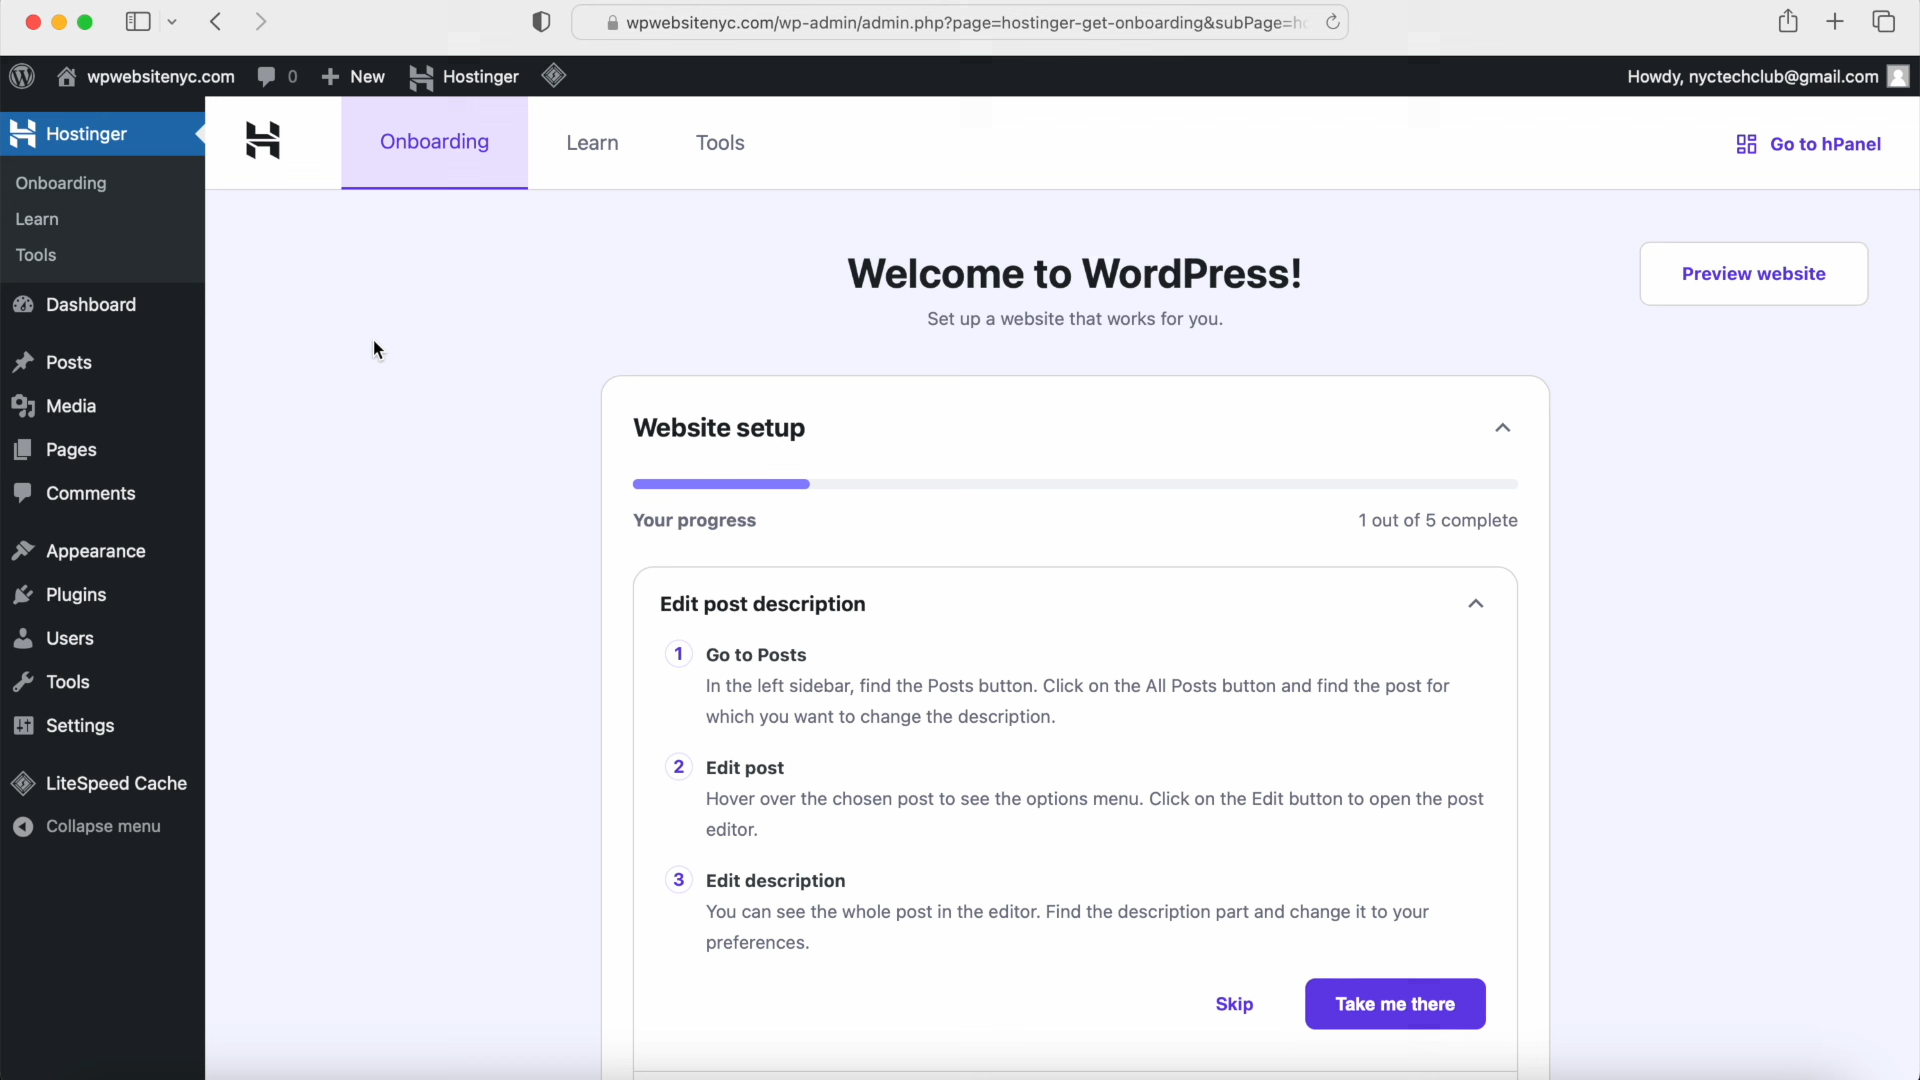 wpwebsitenyc.com/wp-admin/admin.php?page=hostinger-get-onboarding&subPage=h
wpwebsitenyc.com 0 New Hostinger Howdy, nyctechclub@gmail.com
Hostinger
Onboarding
Learn
Tools
Dashboard
Posts
Media
Pages
Comments
Appearance
Plugins
Users
Tools
Settings
LiteSpeed Cache
Collapse menu
Onboarding Learn Tools Go to hPanel
Welcome to WordPress!
Set up a website that works for you.
Preview website
Website setup
Your progress 1 out of 5 complete
Edit post description
1 Go to Posts
In the left sidebar, find the Posts button. Click on the All Posts button and find the post for
which you want to change the description.
2 Edit post
Hover over the chosen post to see the options menu. Click on the Edit button to open the post
editor.
3 Edit description
You can see the whole post in the editor. Find the description part and change it to your
preferences.
Skip Take me there